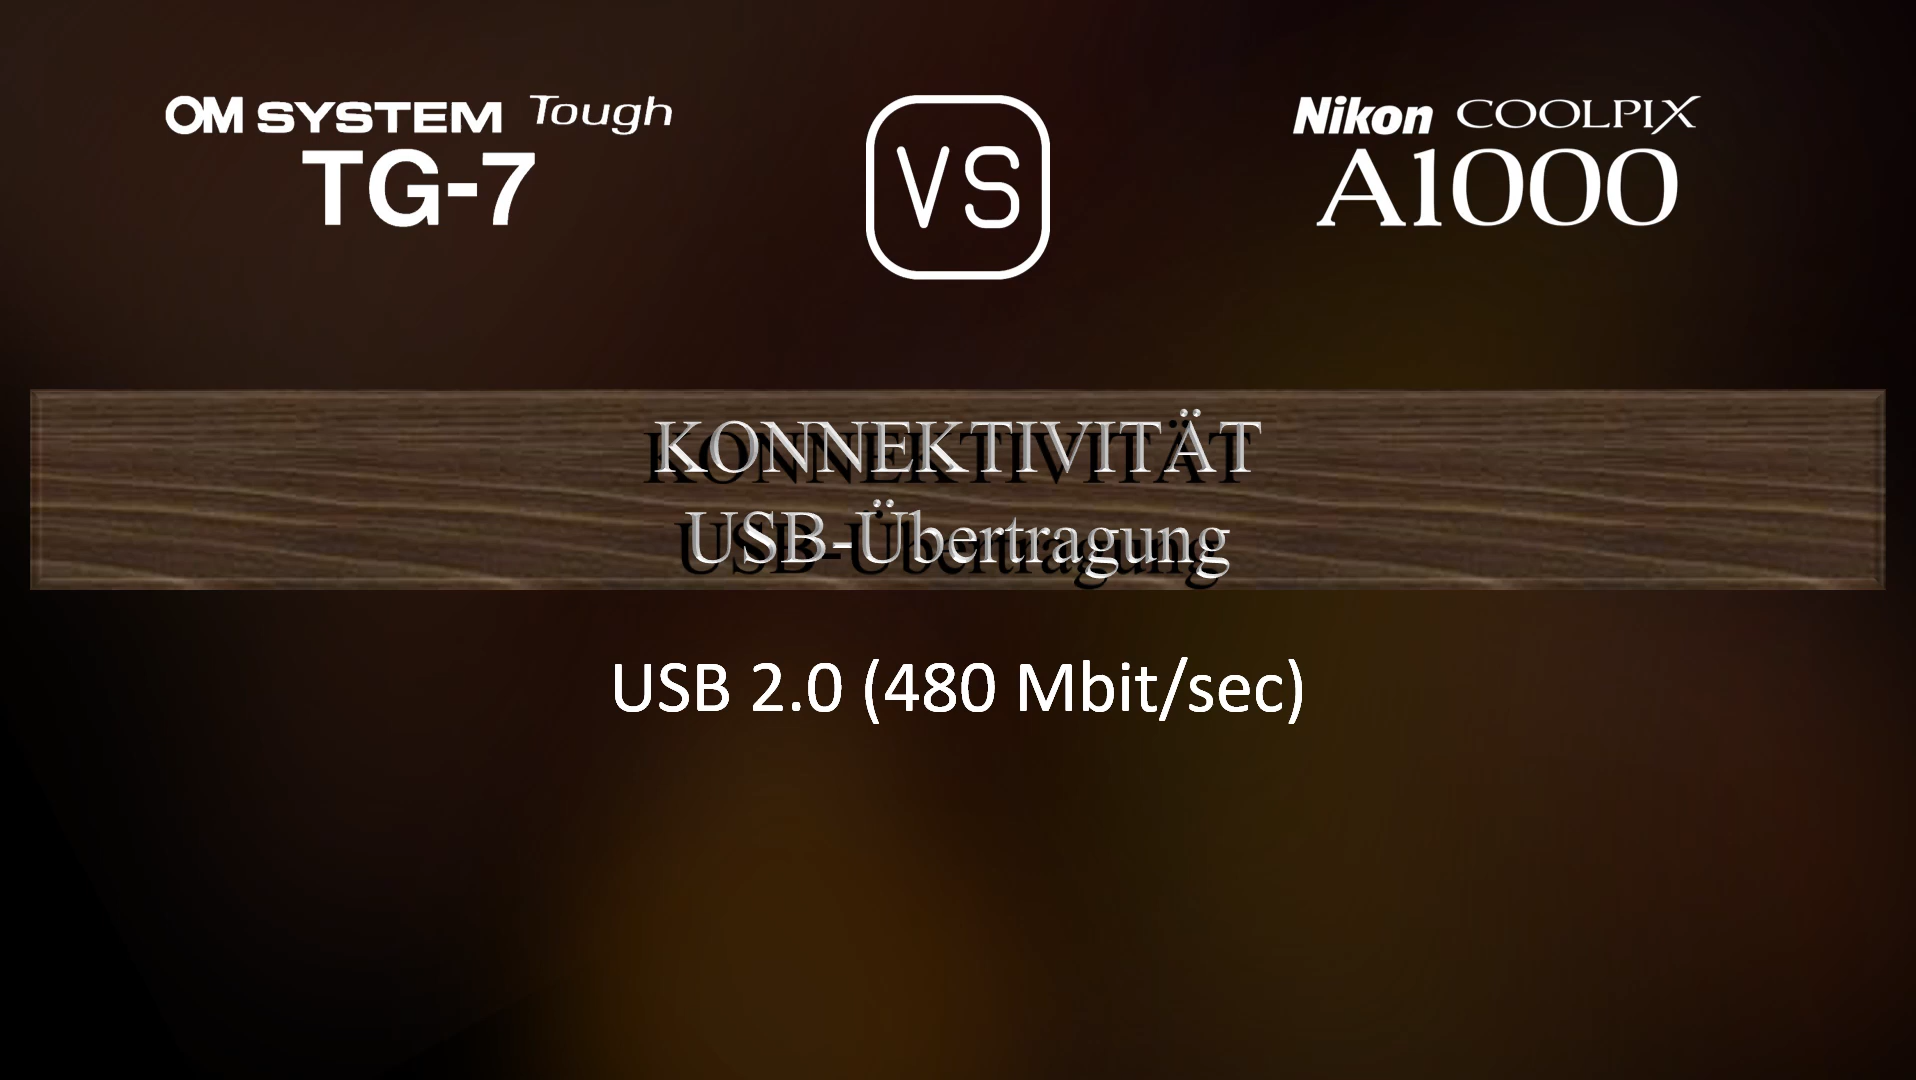 OM SYSTEM Tough
TG-7
VS
Nikon COOLPIX
A1000
KONNEKTIVITÄT
USB-Übertragung
USB 2.0 (480 Mbit/sec)